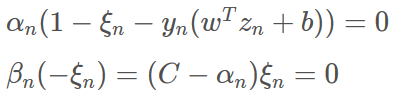 αₙ(1 − ξₙ − yₙ(wᵀzₙ + b)) = 0
βₙ(−ξₙ) = (C − αₙ)ξₙ = 0